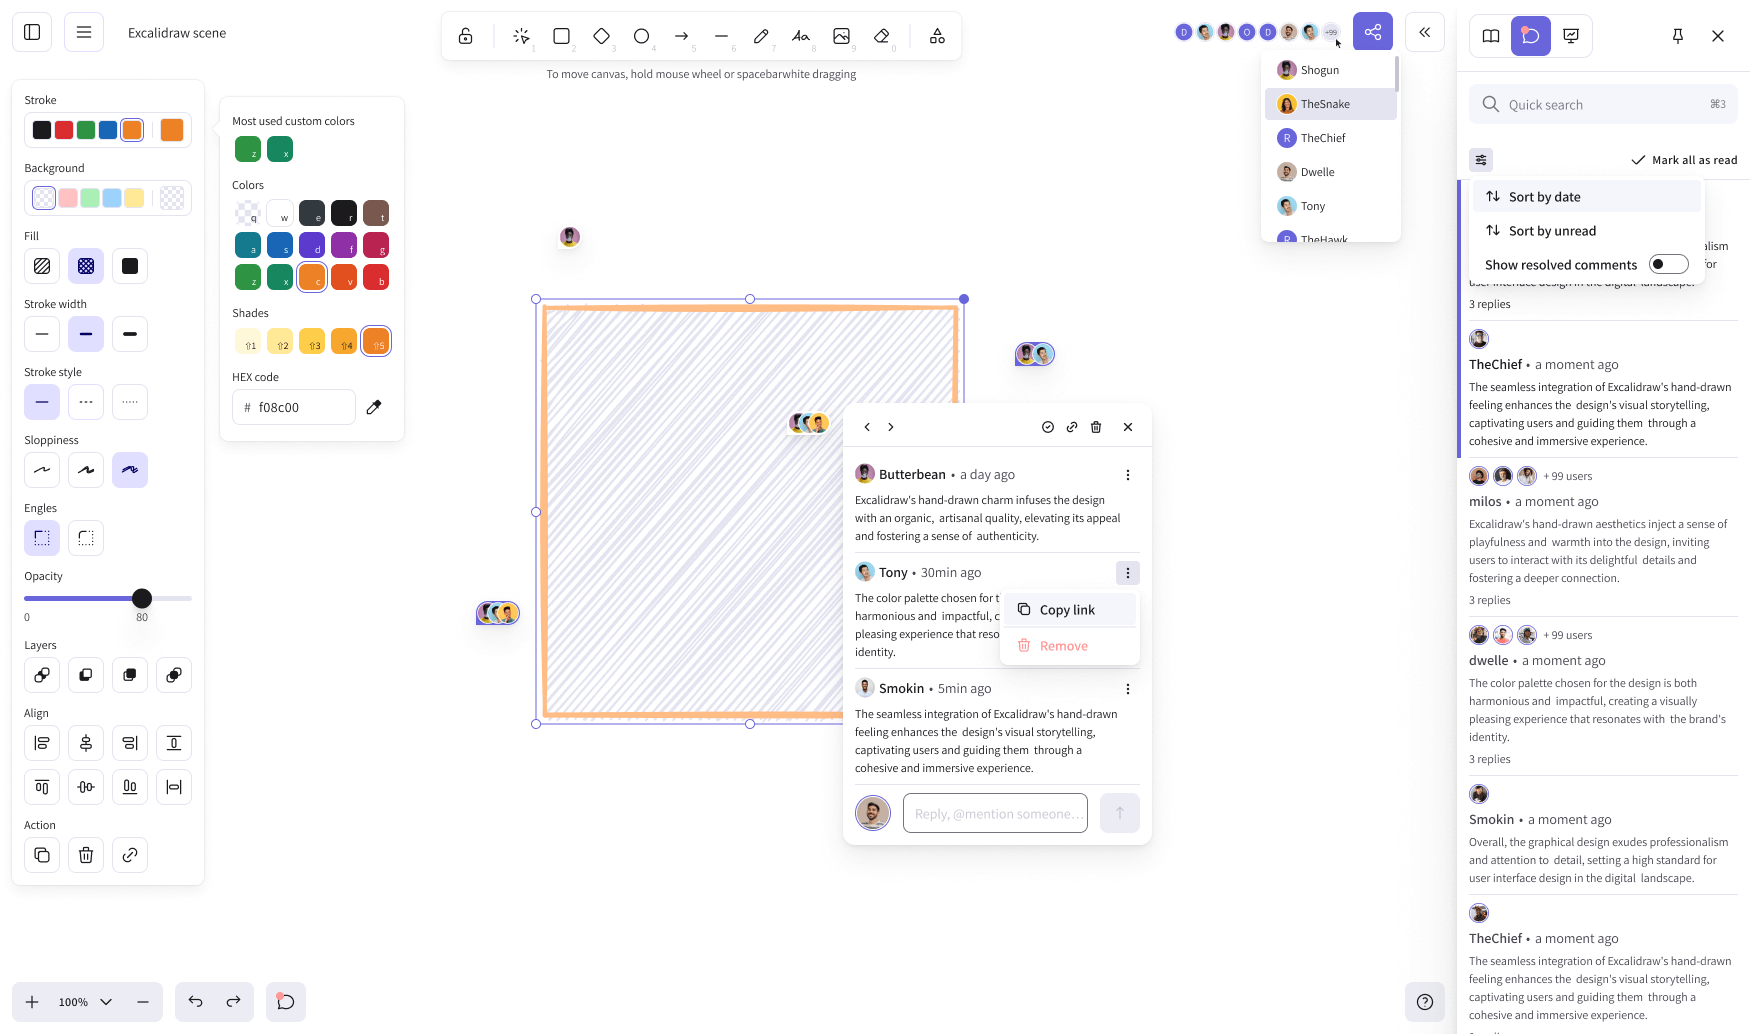 Excalidraw scene
1
2
3
4
5
6
7
8
9
0
To move canvas, hold mouse wheel or spacebarwhite dragging
D
O
D
+99
Shogun
TheSnake
R TheChief
Dwelle
Tony
R TheHawk
Stroke
Background
Fill
Stroke width
Stroke style
Sloppiness
Engles
Opacity
0 80
Layers
Align
Action
Most used custom colors
z x
Colors
q w e r t
a s d f g
z x c v b
Shades
⇧1 ⇧2 ⇧3 ⇧4 ⇧5
HEX code
# f08c00
Butterbean • a day ago
Excalidraw's hand-drawn charm infuses the design
with an organic, artisanal quality, elevating its appeal
and fostering a sense of authenticity.
Tony • 30min ago
The color palette chosen for t
harmonious and impactful, c
pleasing experience that reso
identity.
Copy link
Remove
Smokin • 5min ago
The seamless integration of Excalidraw's hand-drawn
feeling enhances the design's visual storytelling,
captivating users and guiding them through a
cohesive and immersive experience.
Reply, @mention someone...
100%
Quick search ⌘3
Mark all as read
Sort by date
Sort by unread
Show resolved comments
alism
for
user interface design in the digital landscape.
3 replies
TheChief • a moment ago
The seamless integration of Excalidraw's hand-drawn
feeling enhances the design's visual storytelling,
captivating users and guiding them through a
cohesive and immersive experience.
+ 99 users
milos • a moment ago
Excalidraw's hand-drawn aesthetics inject a sense of
playfulness and warmth into the design, inviting
users to interact with its delightful details and
fostering a deeper connection.
3 replies
+ 99 users
dwelle • a moment ago
The color palette chosen for the design is both
harmonious and impactful, creating a visually
pleasing experience that resonates with the brand's
identity.
3 replies
Smokin • a moment ago
Overall, the graphical design exudes professionalism
and attention to detail, setting a high standard for
user interface design in the digital landscape.
TheChief • a moment ago
The seamless integration of Excalidraw's hand-drawn
feeling enhances the design's visual storytelling,
captivating users and guiding them through a
cohesive and immersive experience.